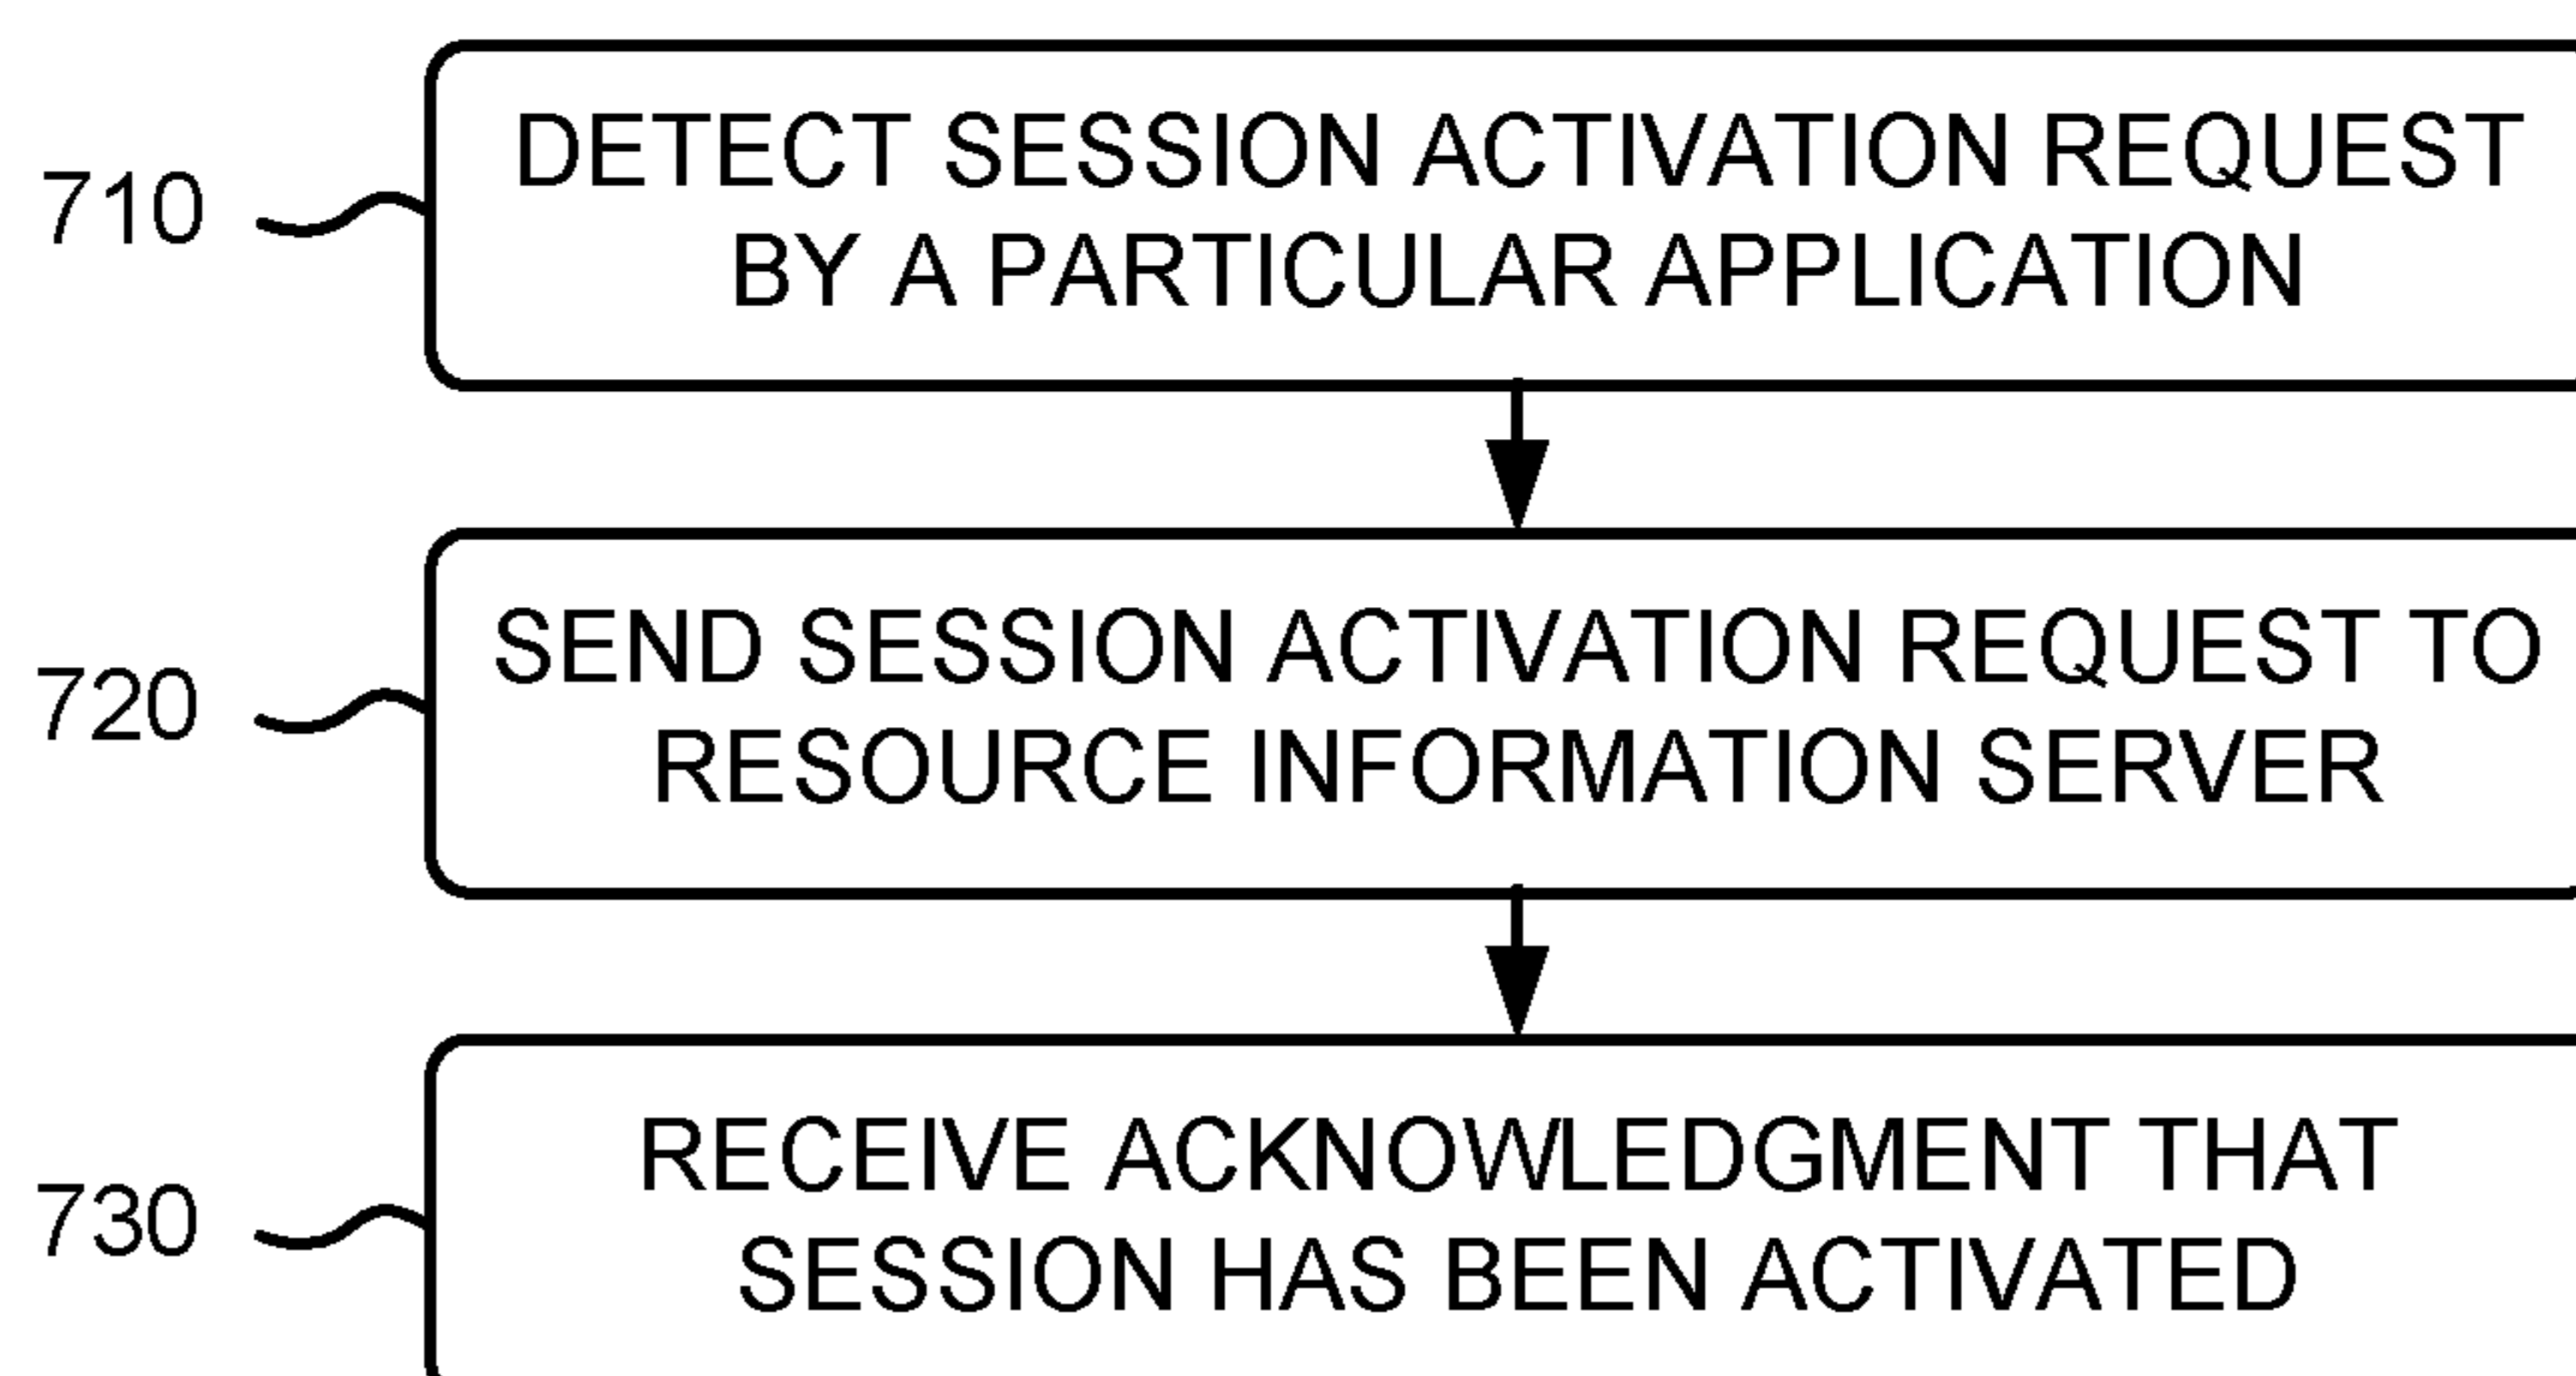 710
DETECT SESSION ACTIVATION REQUEST
BY A PARTICULAR APPLICATION
720
SEND SESSION ACTIVATION REQUEST TO
RESOURCE INFORMATION SERVER
730
RECEIVE ACKNOWLEDGMENT THAT
SESSION HAS BEEN ACTIVATED